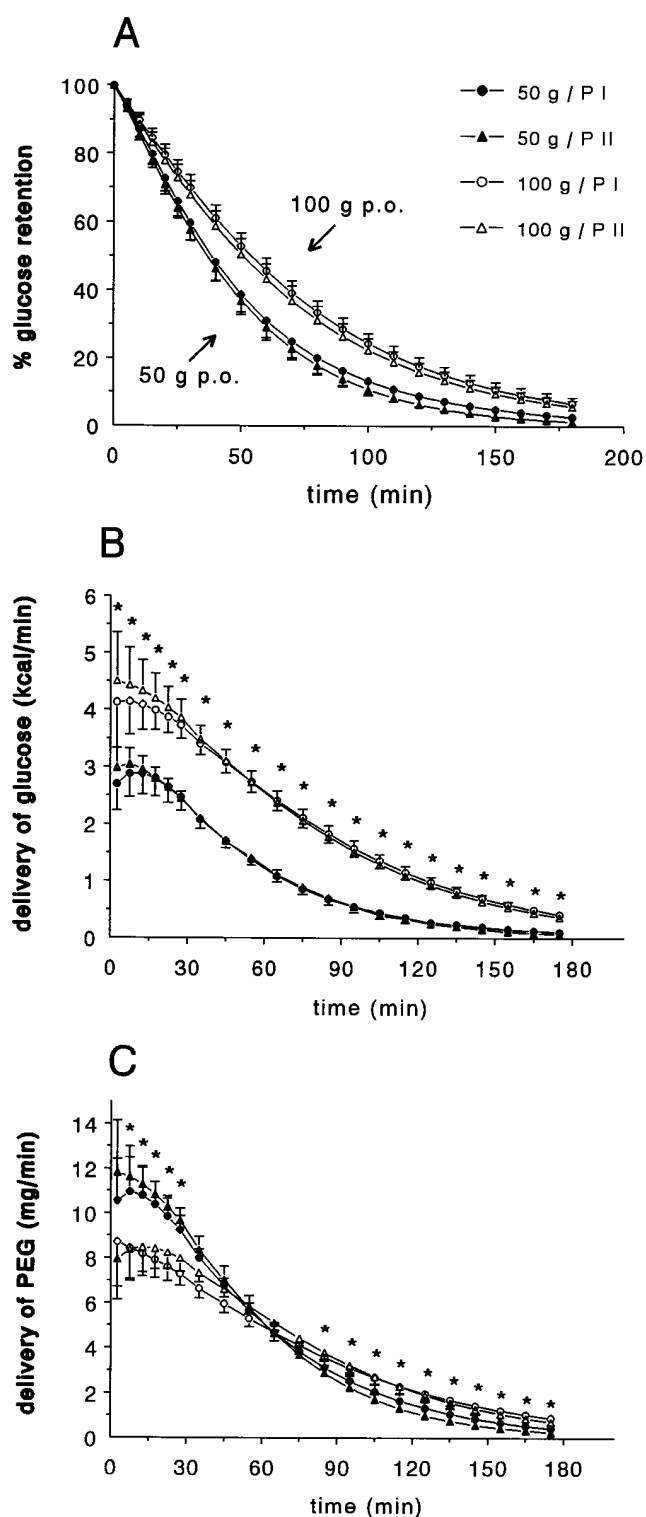 A
100
80
60
40
20
0
% glucose retention
50 g / P I
50 g / P II
100 g / P I
100 g / P II
100 g p.o.
50 g p.o.
0 50 100 150 200
time (min)
B
6
5
4
3
2
1
0
delivery of glucose (kcal/min)
* * * * * * * * * * * * * * * * * * * * *
0 30 60 90 120 150 180
time (min)
C
14
12
10
8
6
4
2
0
delivery of PEG (mg/min)
* * * * * * * * * * * * * * *
0 30 60 90 120 150 180
time (min)